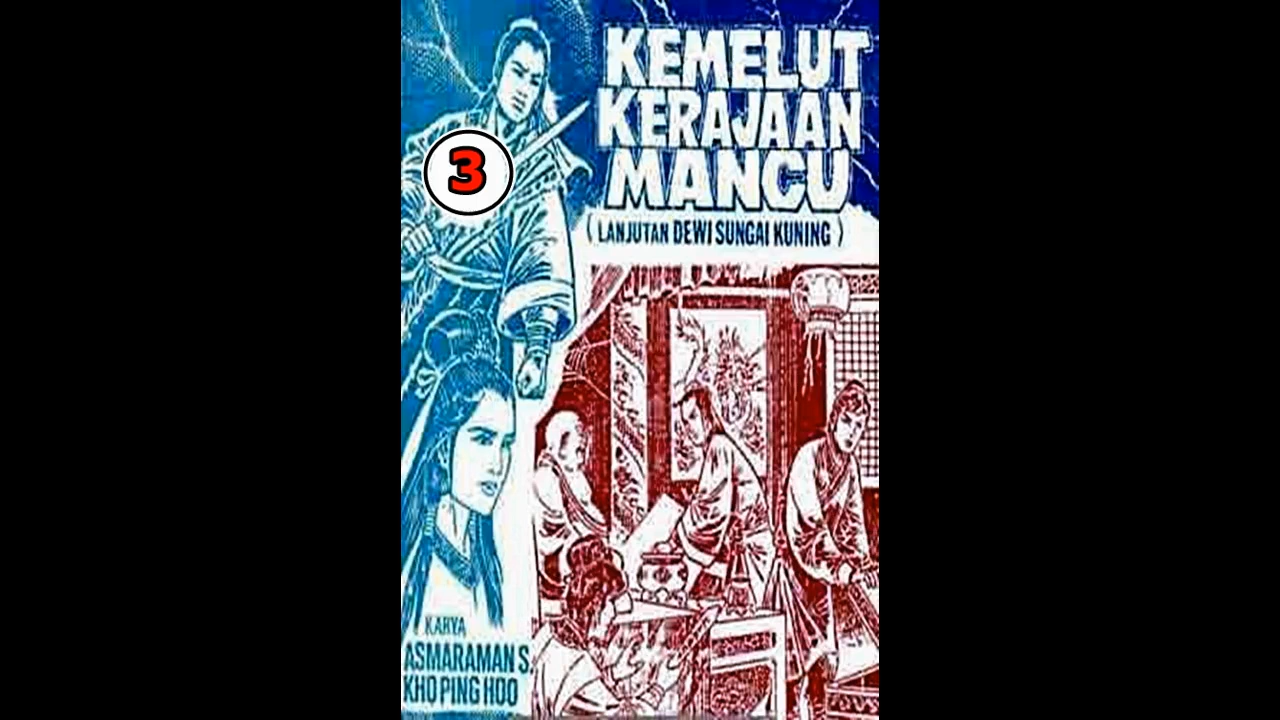 KEMELUT
KERAJAAN
MANCU
( LANJUTAN DEWI SUNGAI KUNING )
3
KARYA
ASMARAMAN S.
KHO PING HOO